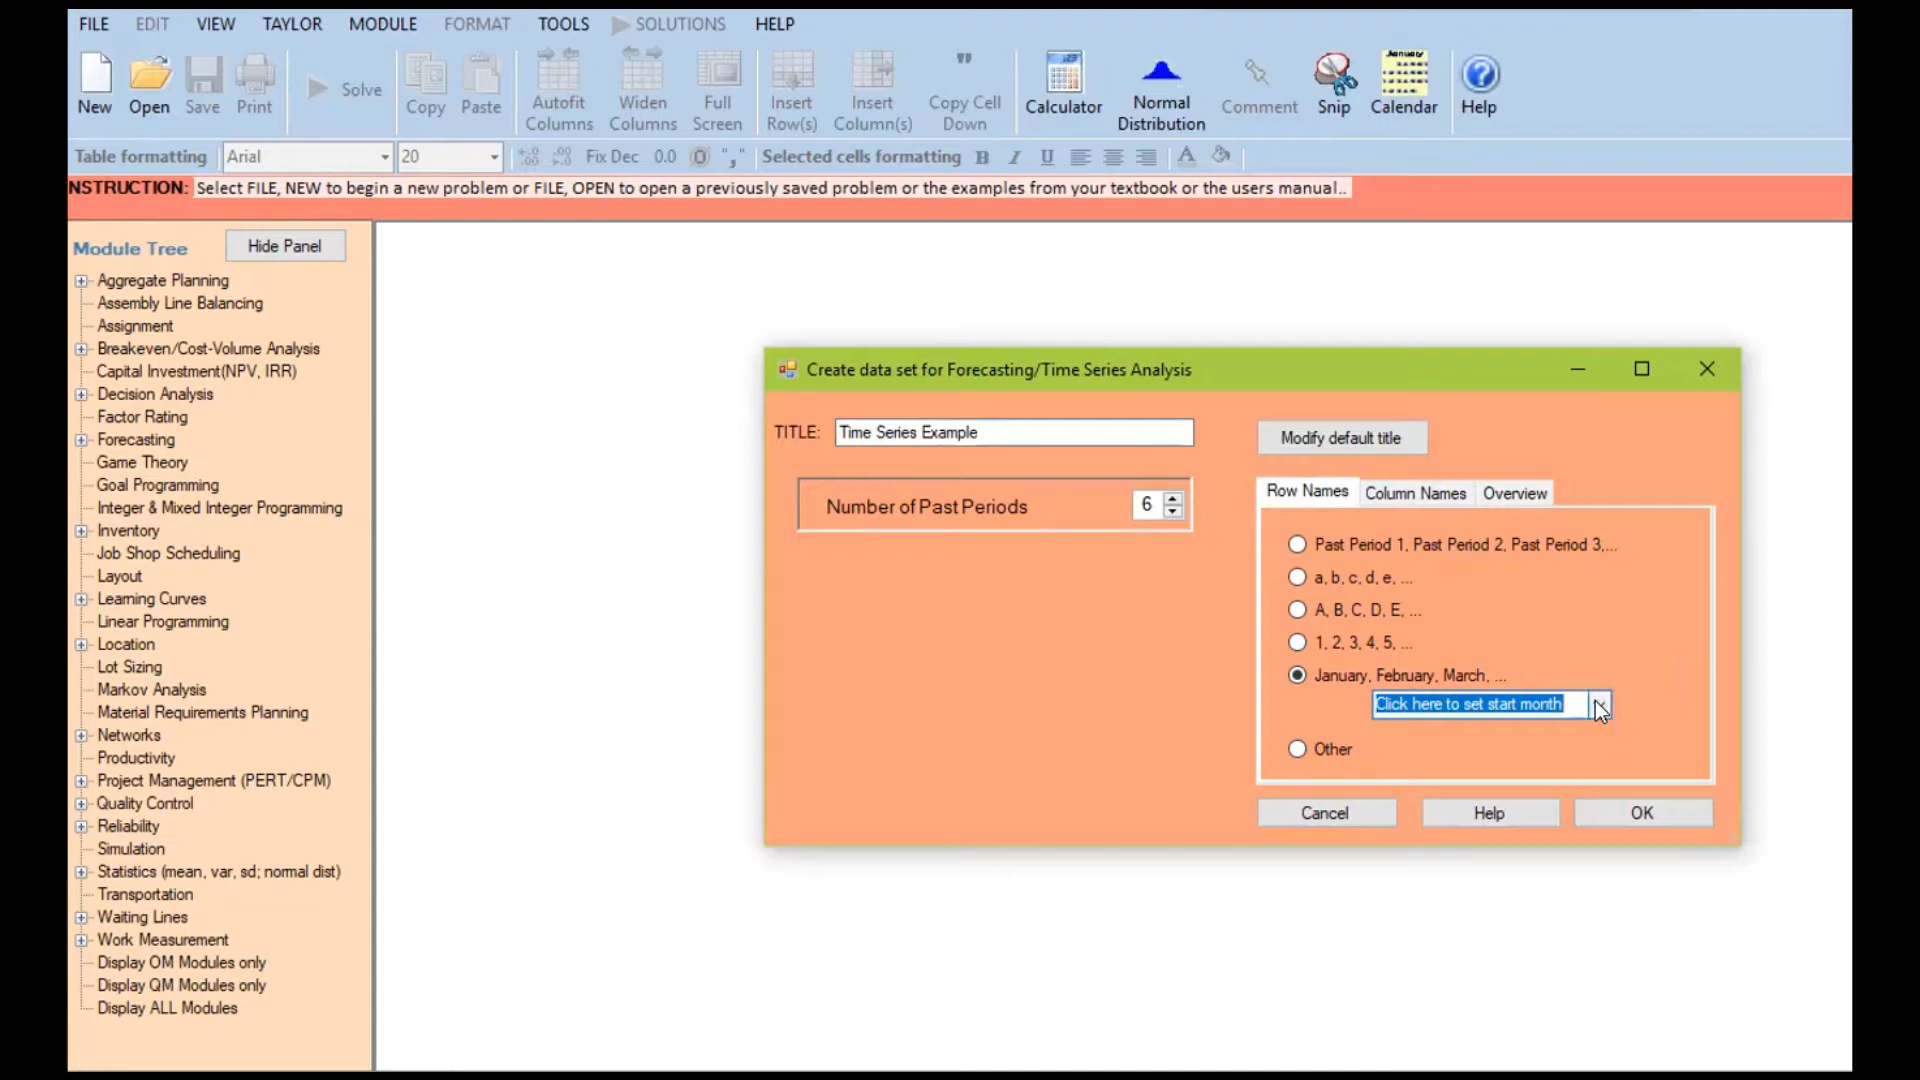 FILE EDIT VIEW TAYLOR MODULE FORMAT TOOLS SOLUTIONS HELP
New Open Save Print Solve Copy Paste Autofit Columns Widen Columns Full Screen Insert Row(s) Insert Column(s) Copy Cell Down Calculator Normal Distribution Comment Snip Calendar Help
Table formatting Arial 20 Fix Dec 0.0 Selected cells formatting B I U A
NSTRUCTION: Select FILE, NEW to begin a new problem or FILE, OPEN to open a previously saved problem or the examples from your textbook or the users manual..
Module Tree Hide Panel
Aggregate Planning
Assembly Line Balancing
Assignment
Breakeven/Cost-Volume Analysis
Capital Investment(NPV, IRR)
Decision Analysis
Factor Rating
Forecasting
Game Theory
Goal Programming
Integer & Mixed Integer Programming
Inventory
Job Shop Scheduling
Layout
Learning Curves
Linear Programming
Location
Lot Sizing
Markov Analysis
Material Requirements Planning
Networks
Productivity
Project Management (PERT/CPM)
Quality Control
Reliability
Simulation
Statistics (mean, var, sd; normal dist)
Transportation
Waiting Lines
Work Measurement
Display OM Modules only
Display QM Modules only
Display ALL Modules
Create data set for Forecasting/Time Series Analysis
TITLE: Time Series Example
Number of Past Periods 6
Modify default title
Row Names Column Names Overview
Past Period 1, Past Period 2, Past Period 3,...
a, b, c, d, e, ...
A, B, C, D, E, ...
1, 2, 3, 4, 5, ...
January, February, March, ...
Click here to set start month
Other
Cancel Help OK